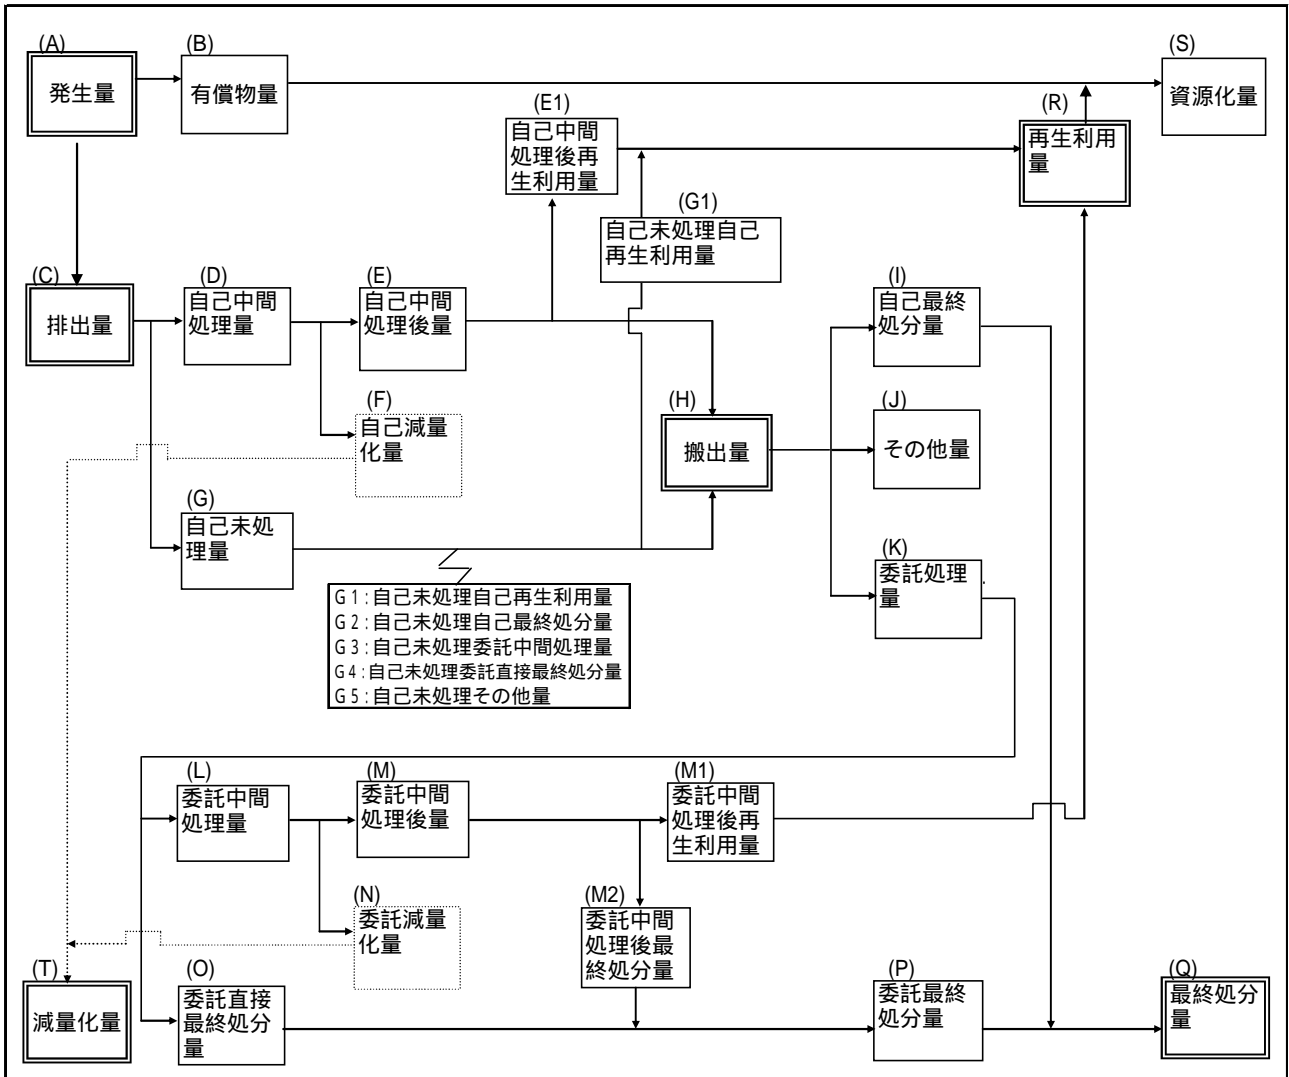 (A)
発生量
(B)
有償物量
(S)
資源化量
(E1)
自己中間
処理後再
生利用量
(R)
再生利用
量
(G1)
自己未処理自己
再生利用量
(C)
排出量
(D)
自己中間
処理量
(E)
自己中間
処理後量
(I)
自己最終
処分量
(F)
自己減量
化量
(H)
搬出量
(J)
その他量
(G)
自己未処
理量
(K)
委託処理
量
G1:自己未処理自己再生利用量
G2:自己未処理自己最終処分量
G3:自己未処理委託中間処理量
G4:自己未処理委託直接最終処分量
G5:自己未処理その他量
(L)
委託中間
処理量
(M)
委託中間
処理後量
(M1)
委託中間
処理後再
生利用量
(N)
委託減量
化量
(M2)
委託中間
処理後最
終処分量
(T)
減量化量
(O)
委託直接
最終処分
量
(P)
委託最終
処分量
(Q)
最終処分
量